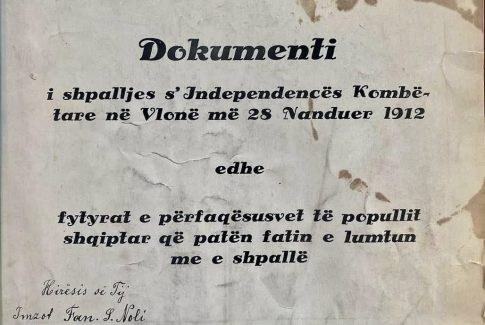 Dokumenti
i shpalljes s' Independencës Kombë-
tare në Vlonë më 28 Nanduer 1912
edhe
fytyrat e përfaqësusvet të popullit
shqiptar që patën fatin e lumtun
me e shpallë
Hirësis së Tij
Imzot Fan. S. Noli